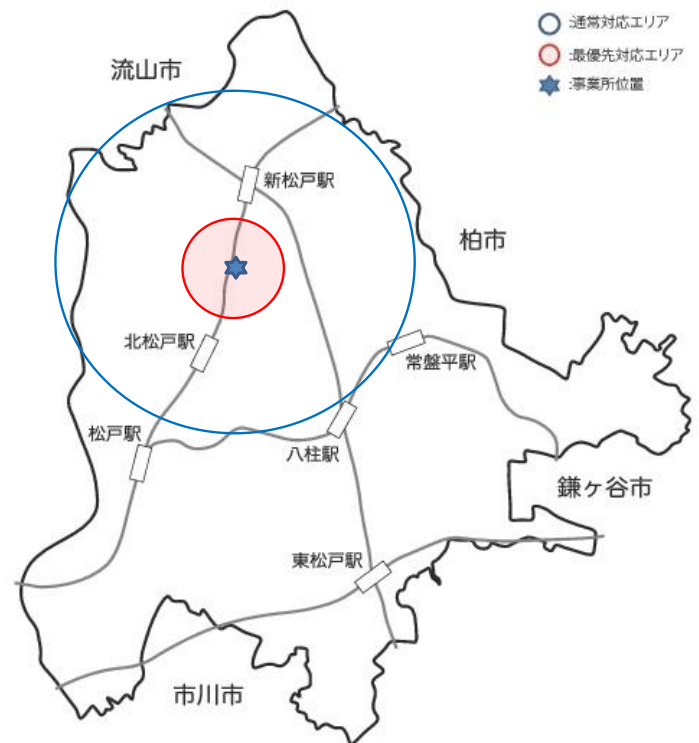 :通常対応エリア
:最優先対応エリア
:事業所位置
流山市
新松戸駅
柏市
北松戸駅
常盤平駅
松戸駅
八柱駅
鎌ヶ谷市
東松戸駅
市川市